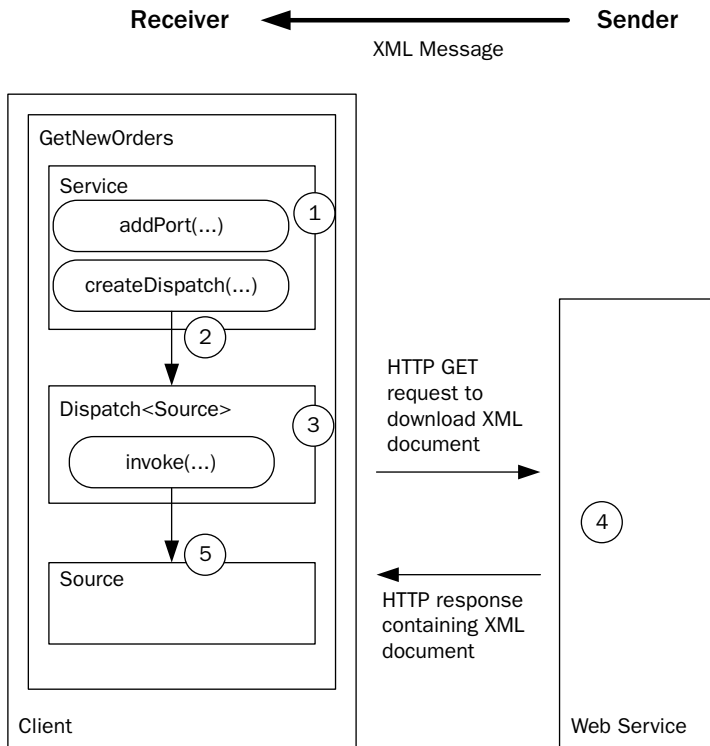 Receiver
Sender
XML Message
GetNewOrders
Service
1
addPort(...)
createDispatch(...)
2
Dispatch<Source>
3
invoke(...)
5
Source
Client
HTTP GET
request to
download XML
document
4
HTTP response
containing XML
document
Web Service